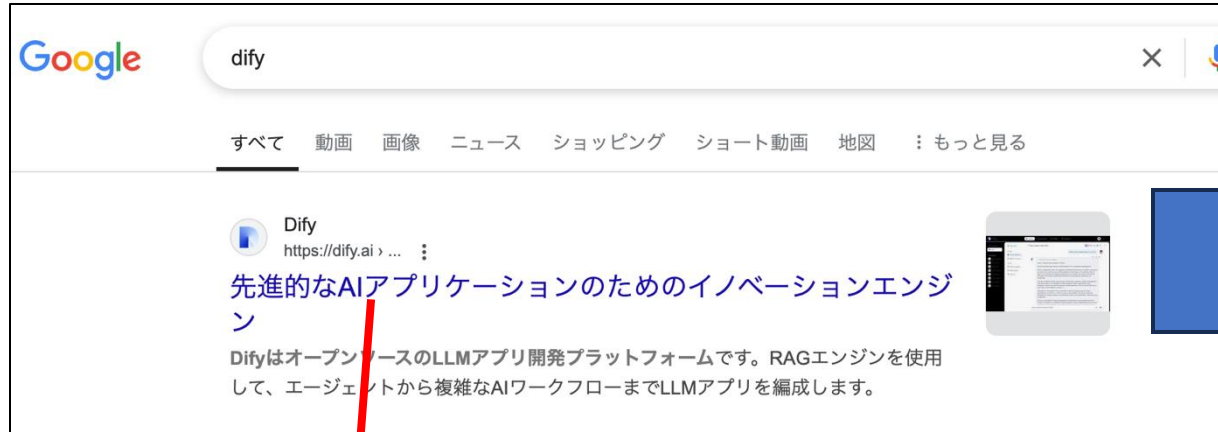 Google
dify
すべて 動画 画像 ニュース ショッピング ショート動画 地図 もっと見る
Dify
https://dify.ai › ...
先進的なAIアプリケーションのためのイノベーションエンジ
ン
DifyはオープンソースのLLMアプリ開発プラットフォームです。RAGエンジンを使用
して、エージェントから複雑なAIワークフローまでLLMアプリを編成します。